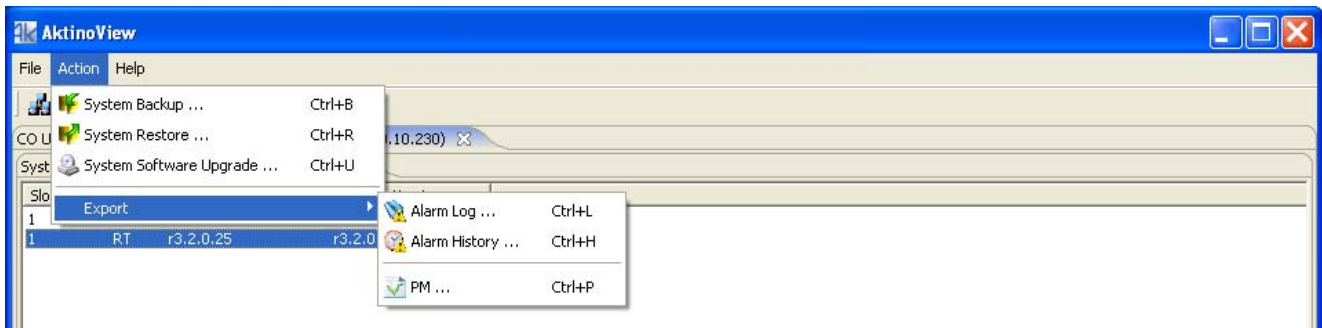 AktinoView
File Action Help
System Backup ... Ctrl+B
System Restore ... Ctrl+R
CO .10.230)
System Software Upgrade ... Ctrl+U
Syst
Slo
Export
Alarm Log ... Ctrl+L
1
1 RT r3.2.0.25 r3.2.0
Alarm History ... Ctrl+H
PM ... Ctrl+P